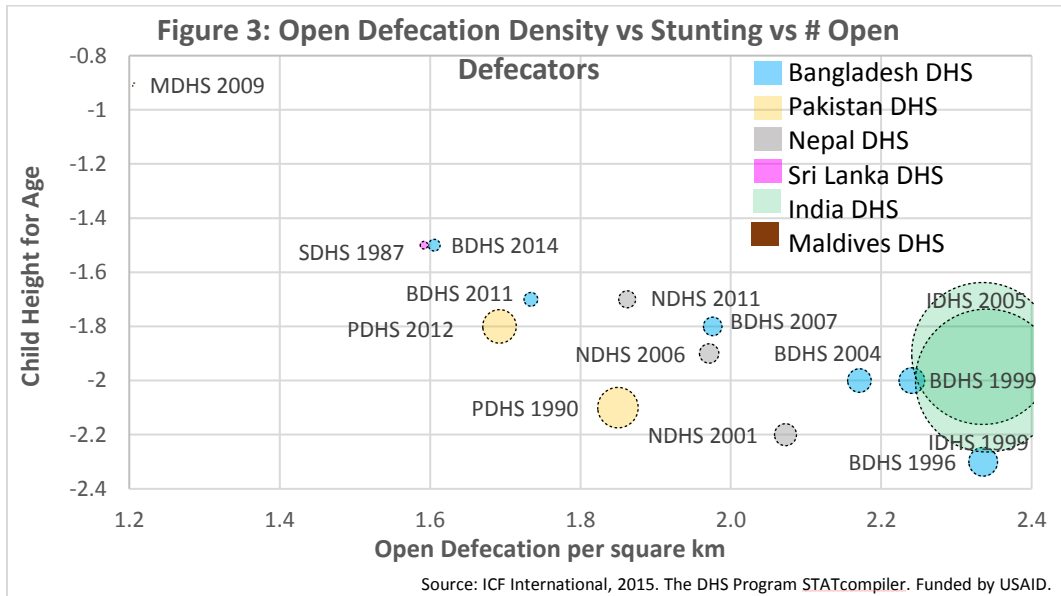 Figure 3: Open Defecation Density vs Stunting vs # Open
Defecators
Bangladesh DHS
Pakistan DHS
Nepal DHS
Sri Lanka DHS
India DHS
Maldives DHS
Child Height for Age
-0.8
-1
-1.2
-1.4
-1.6
-1.8
-2
-2.2
-2.4
MDHS 2009
SDHS 1987
BDHS 2014
BDHS 2011
NDHS 2011
IDHS 2005
PDHS 2012
BDHS 2007
NDHS 2006
BDHS 2004
BDHS 1999
PDHS 1990
NDHS 2001
IDHS 1999
BDHS 1996
1.2
1.4
1.6
1.8
2.0
2.2
2.4
Open Defecation per square km
Source: ICF International, 2015. The DHS Program STATcompiler. Funded by USAID.